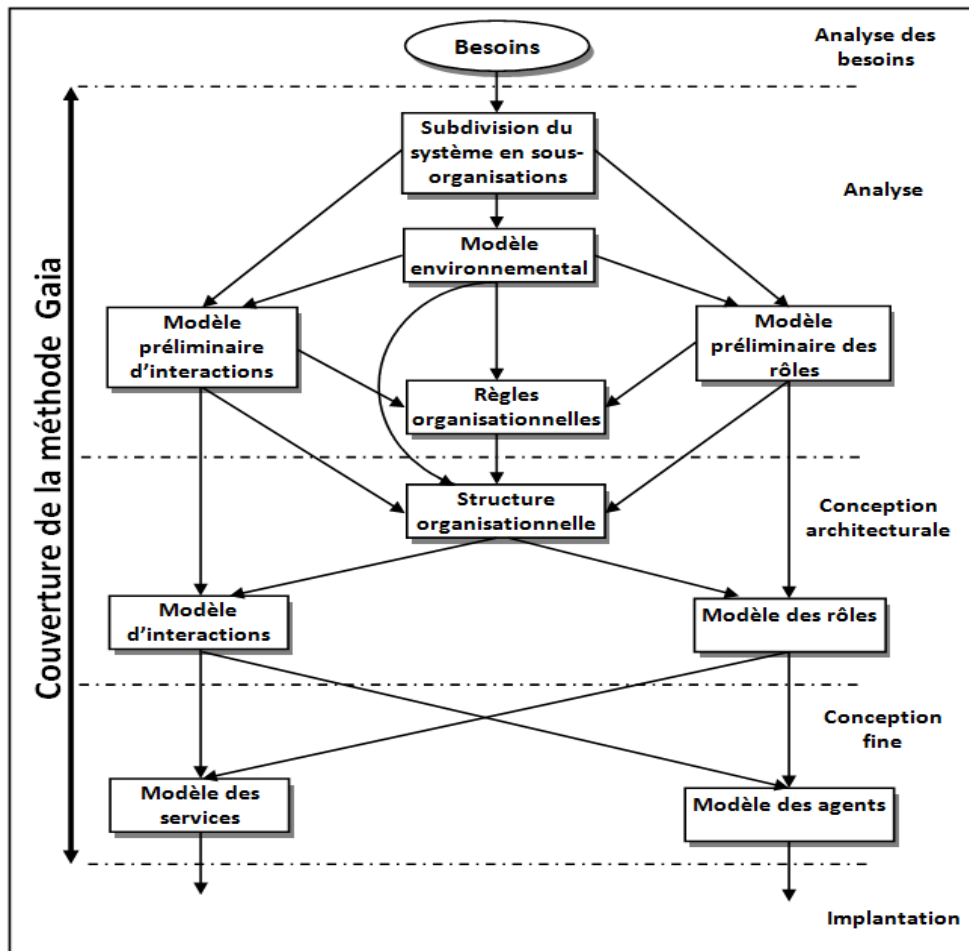 Besoins
Analyse des
besoins
Subdivision du
système en sous-
organisations
Analyse
Modèle
environnemental
Modèle
préliminaire
d'interactions
Modèle
préliminaire des
rôles
Règles
organisationnelles
Structure
organisationnelle
Conception
architecturale
Modèle
d'interactions
Modèle des rôles
Conception
fine
Modèle des
services
Modèle des agents
Implantation
Couverture de la méthode Gaia